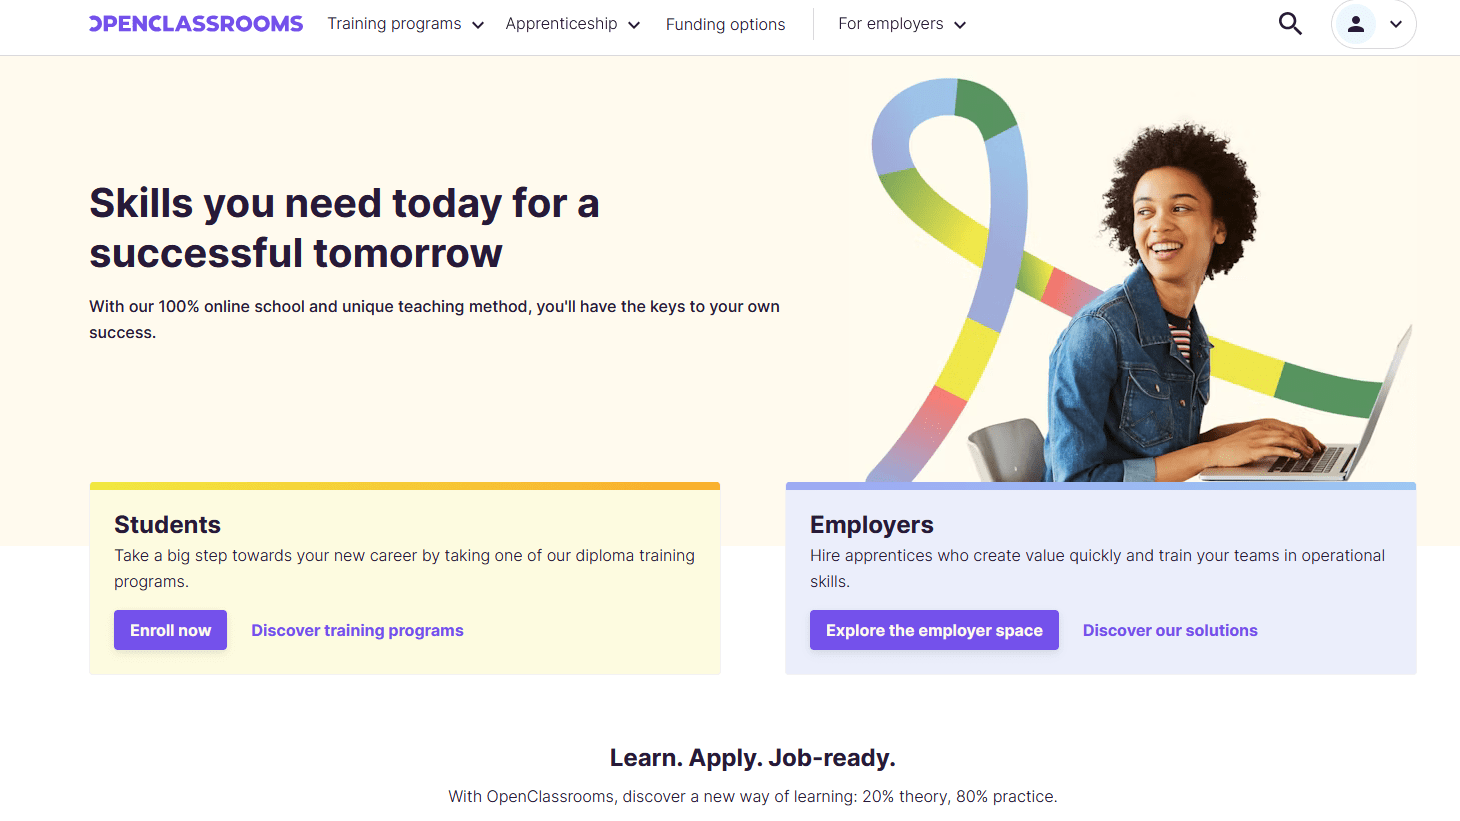 OPENCLASSROOMS Training programs Apprenticeship Funding options For employers
Skills you need today for a
successful tomorrow
With our 100% online school and unique teaching method, you'll have the keys to your own
success.
Students
Take a big step towards your new career by taking one of our diploma training
programs.
Enroll now Discover training programs
Employers
Hire apprentices who create value quickly and train your teams in operational
skills.
Explore the employer space Discover our solutions
Learn. Apply. Job-ready.
With OpenClassrooms, discover a new way of learning: 20% theory, 80% practice.